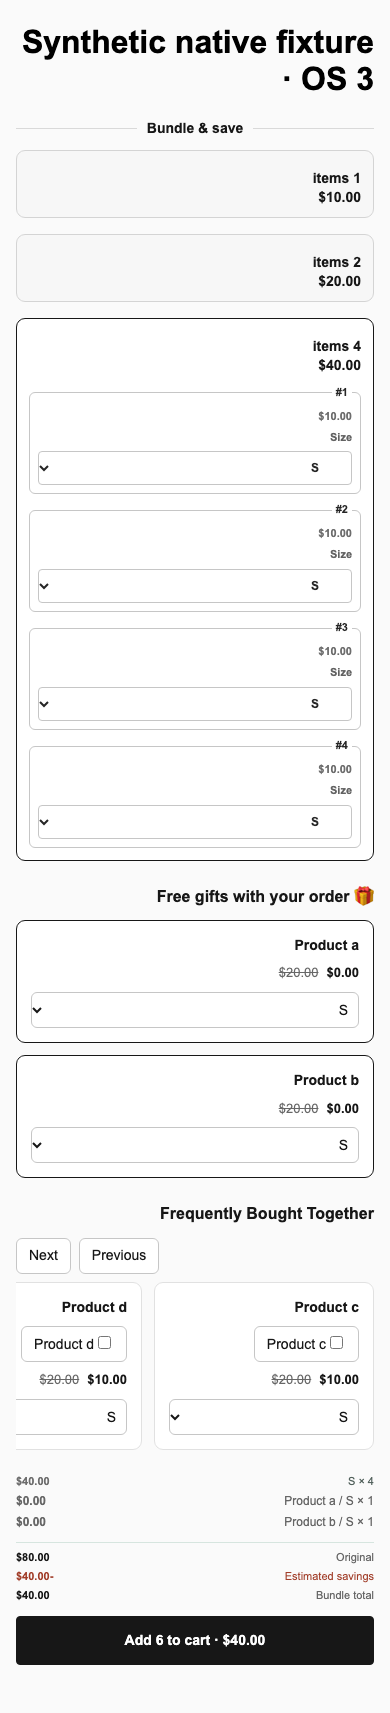 Synthetic native fixture
· OS 3
Bundle & save
items 1
$10.00
items 2
$20.00
items 4
$40.00
#1
$10.00
Size
S
#2
$10.00
Size
S
#3
$10.00
Size
S
#4
$10.00
Size
S
Free gifts with your order 🎁
Product a
$20.00 $0.00
S
Product b
$20.00 $0.00
S
Frequently Bought Together
Next Previous
Product c
Product c
$20.00 $10.00
S
Product d
Product d
$20.00 $10.00
S
$40.00 S × 4
$0.00 Product a / S × 1
$0.00 Product b / S × 1
$80.00 Original
$40.00- Estimated savings
$40.00 Bundle total
Add 6 to cart · $40.00